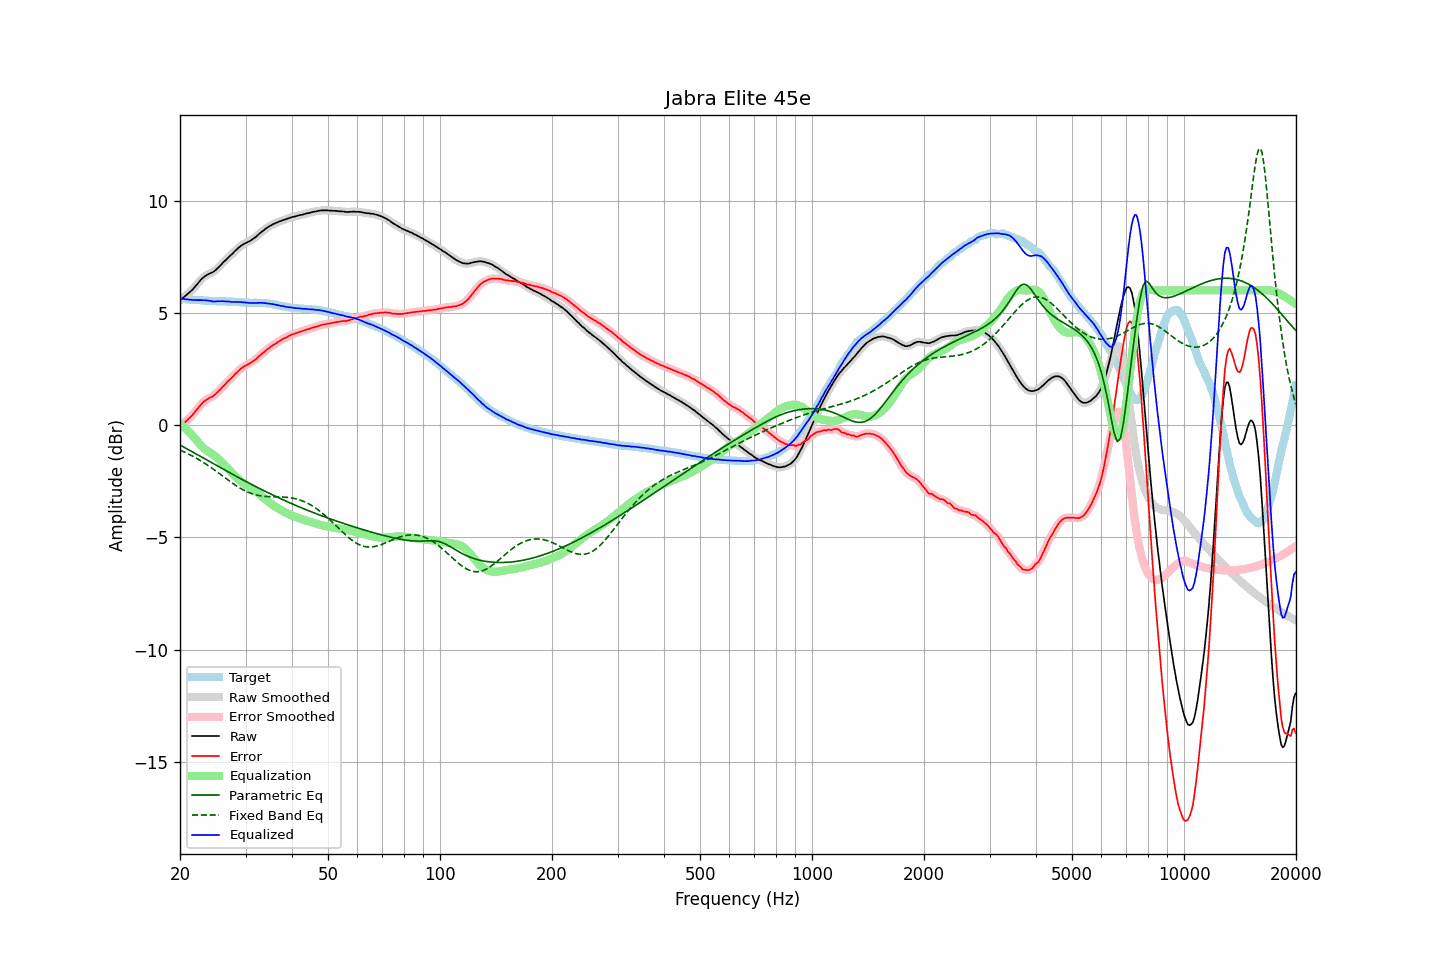 Jabra Elite 45e
Amplitude (dBr)
10
5
0
−5
−10
−15
Target
Raw Smoothed
Error Smoothed
Raw
Error
Equalization
Parametric Eq
Fixed Band Eq
Equalized
20
50
100
200
500
1000
2000
5000
10000
20000
Frequency (Hz)